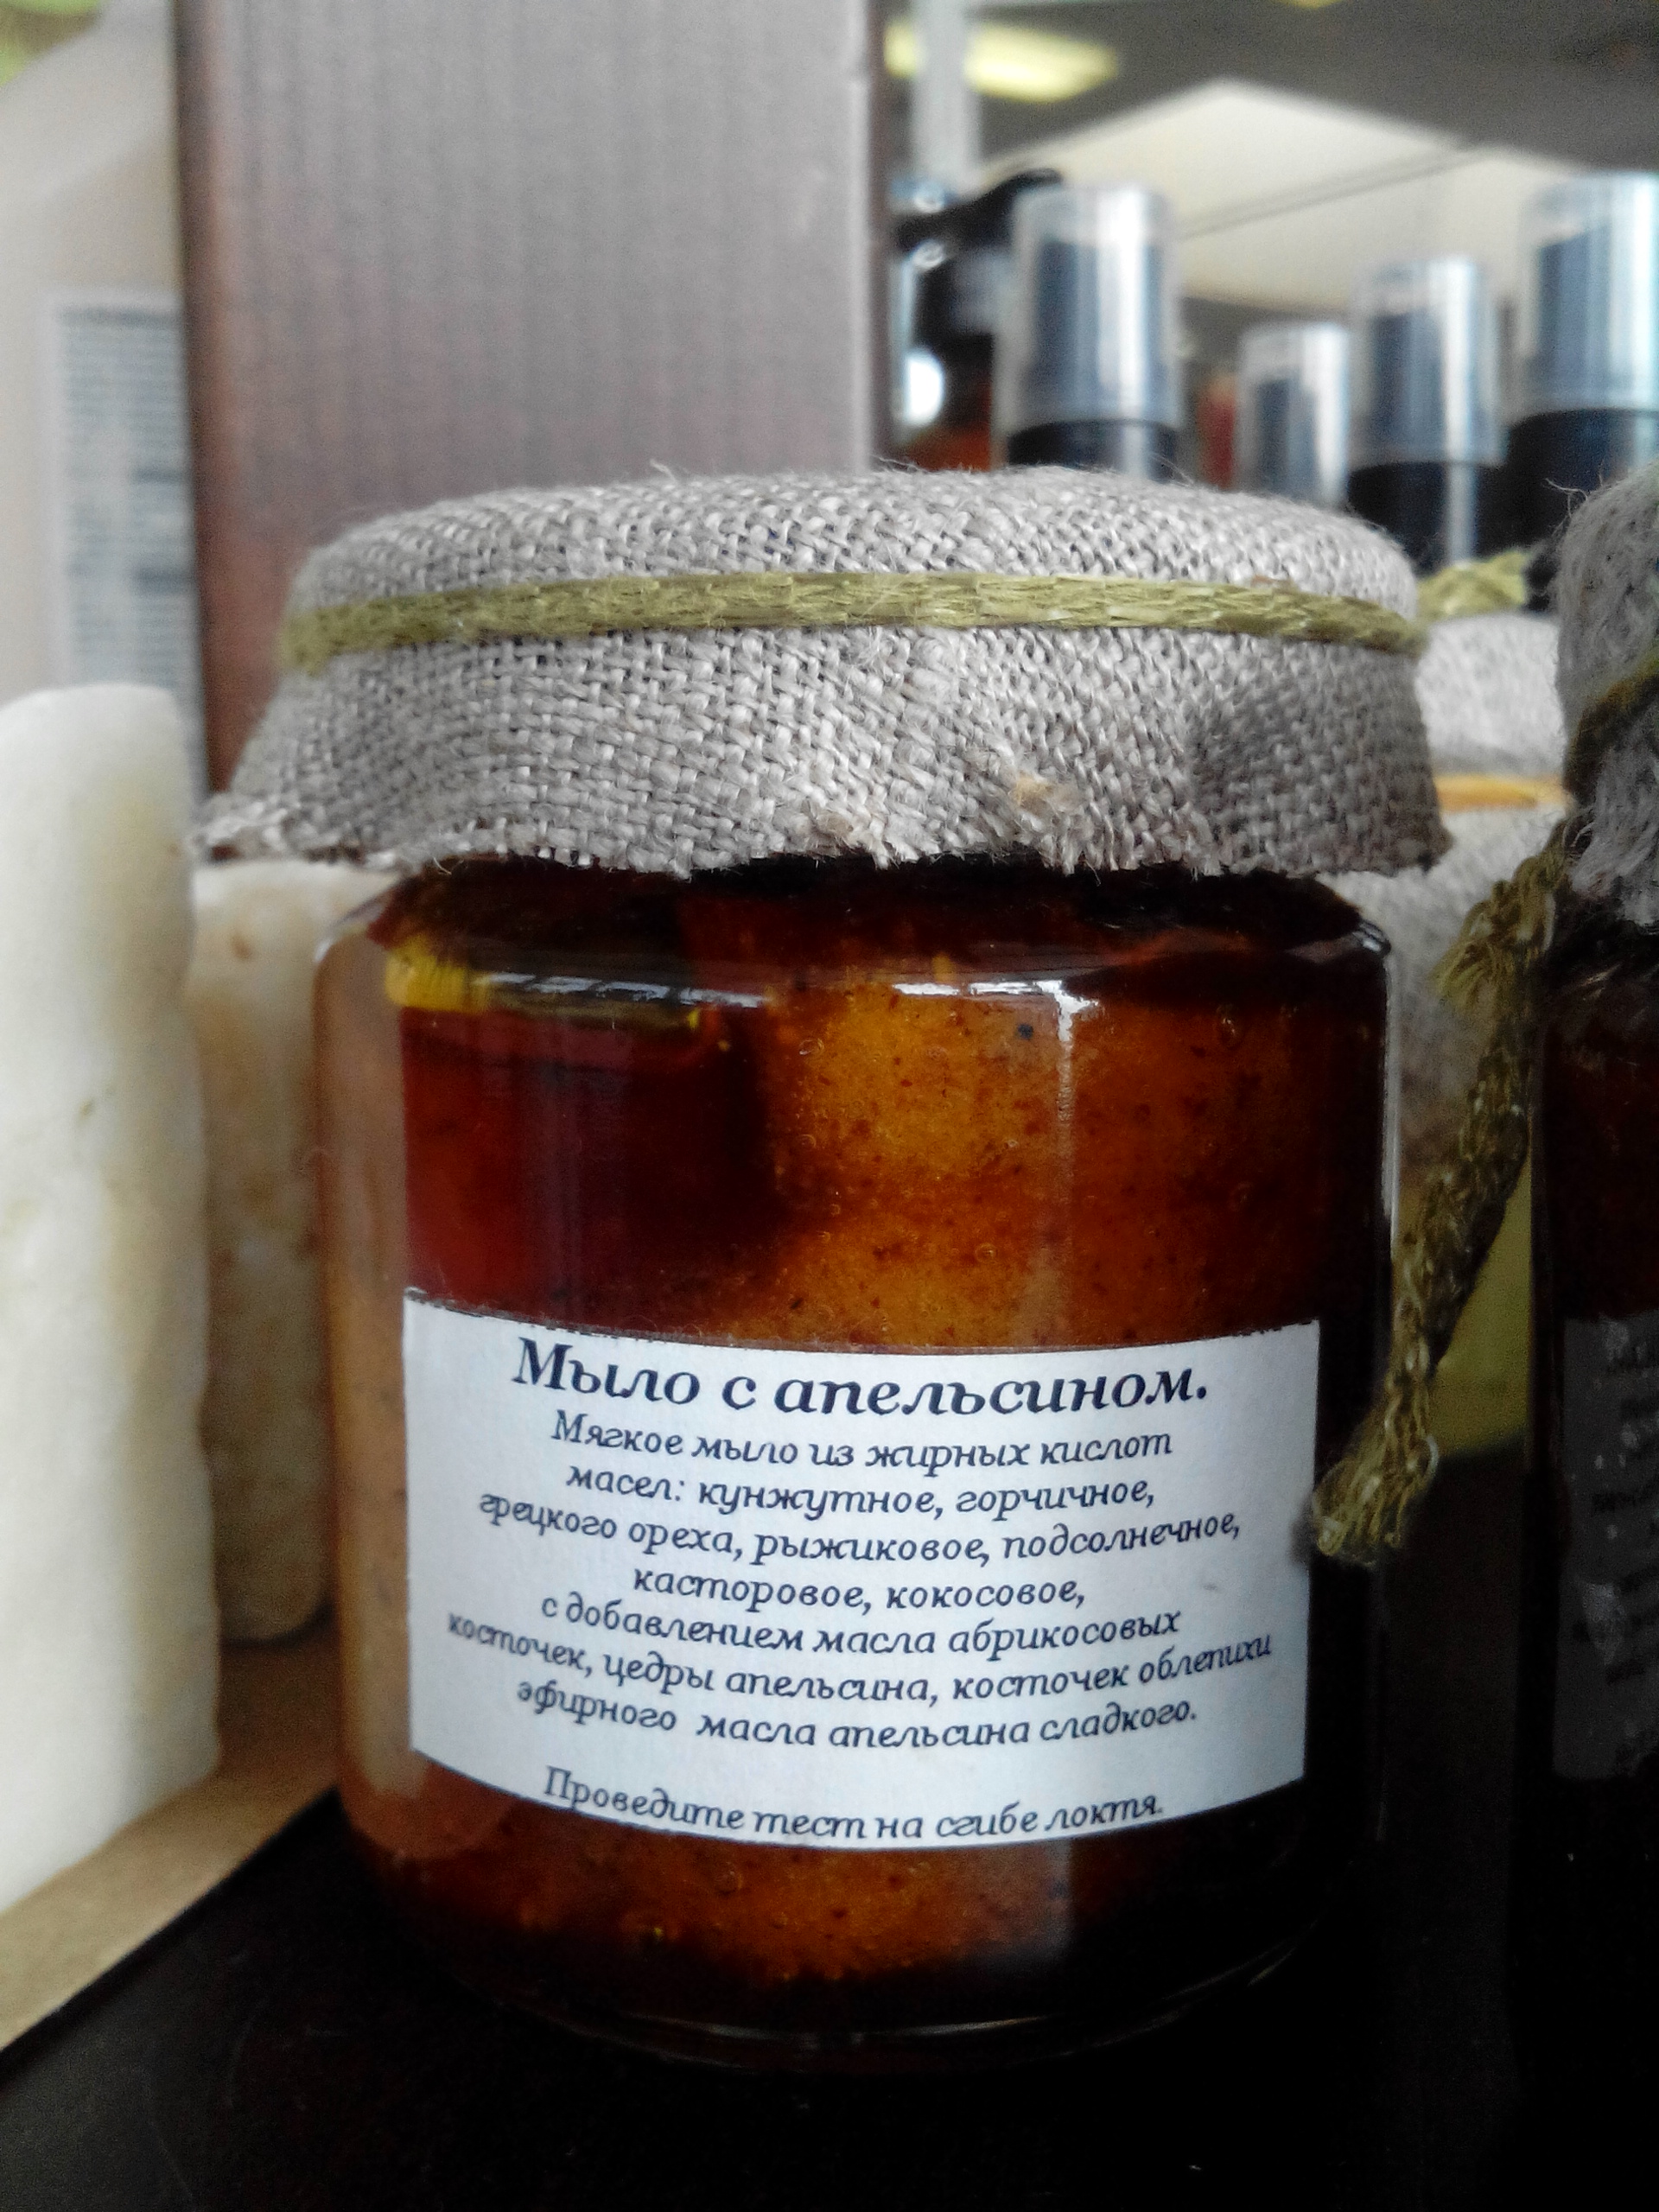 Мыло с апельсином.
Мягкое мыло из жирных кислот
масел: кунжутное, горчичное,
грецкого ореха, рыжиковое, подсолнечное,
касторовое, кокосовое,
с добавлением масла абрикосовых
косточек, цедры апельсина, косточек облепихи
эфирного масла апельсина сладкого.
Проведите тест на сгибе локтя.